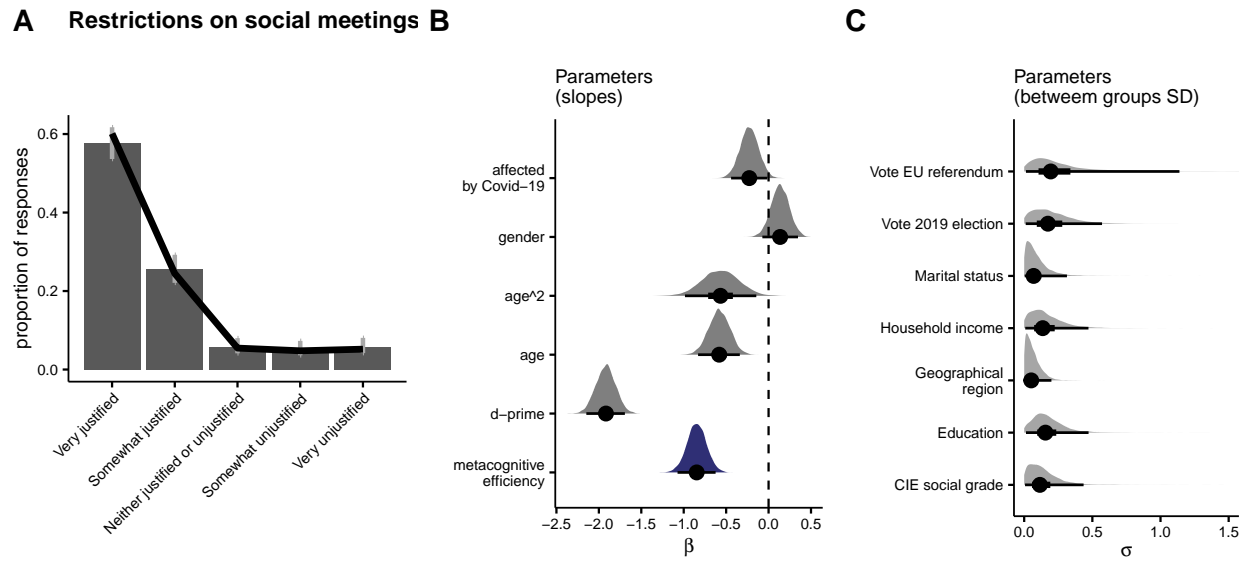 A Restrictions on social meetings
proportion of responses
0.6
0.4
0.2
0.0
Very justified
Somewhat justified
Neither justified or unjustified
Somewhat unjustified
Very unjustified
B
Parameters
(slopes)
affected
by Covid−19
gender
age^2
age
d−prime
metacognitive
efficiency
−2.5 −2.0 −1.5 −1.0 −0.5 0.0 0.5
β
C
Parameters
(betweem groups SD)
Vote EU referendum
Vote 2019 election
Marital status
Household income
Geographical
region
Education
CIE social grade
0.0 0.5 1.0 1.5
σ